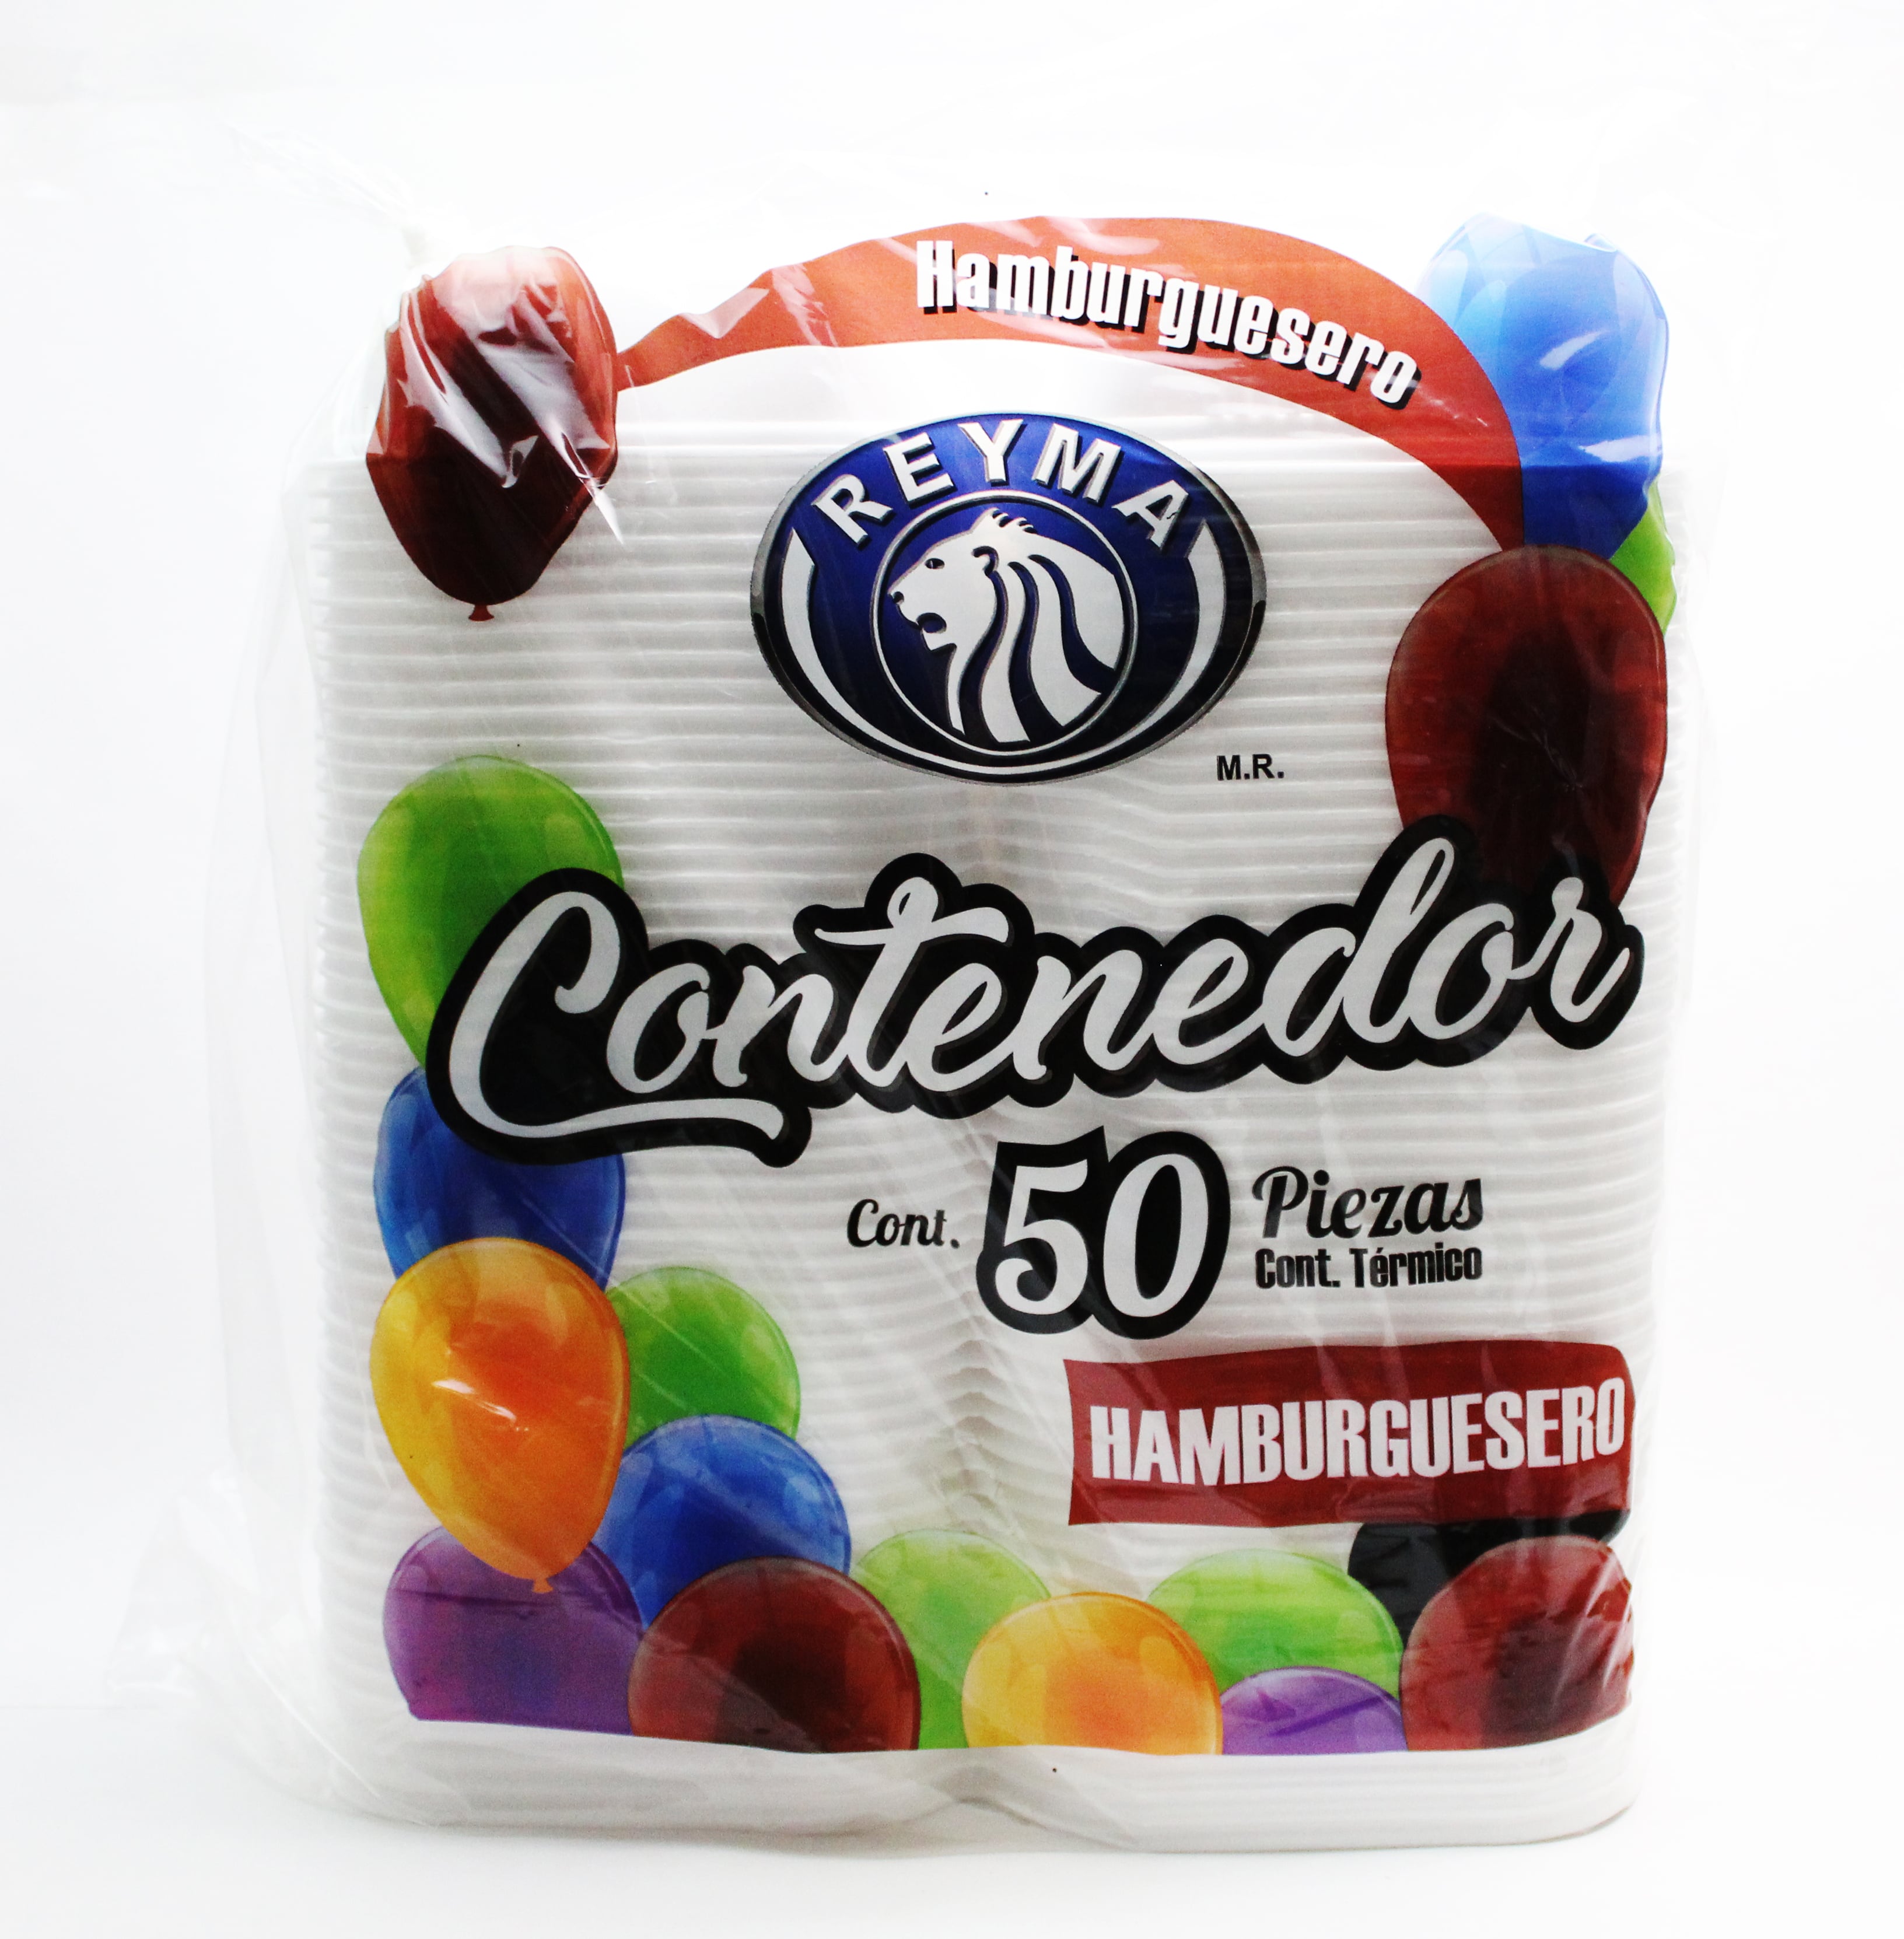 Hamburguesero
REYMA
M.R.
Contenedor
Cont. 50 Piezas
Cont. Térmico
HAMBURGUESERO